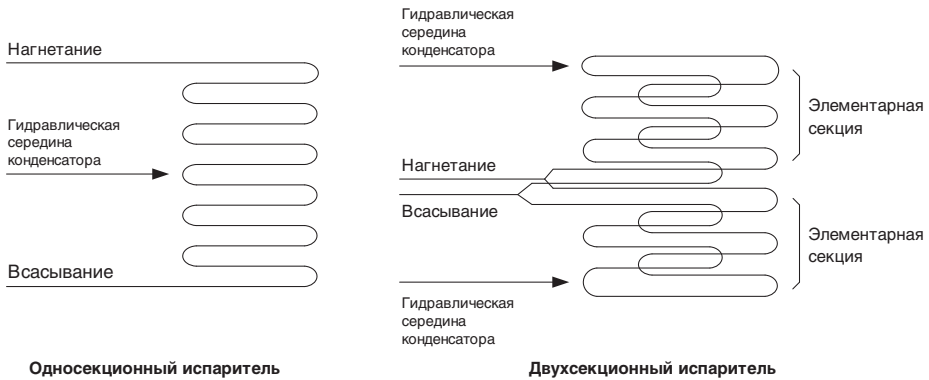 Нагнетание
Гидравлическая
середина
конденсатора
Всасывание
Односекционный испаритель
Гидравлическая
середина
конденсатора
Элементарная
секция
Нагнетание
Всасывание
Элементарная
секция
Гидравлическая
середина
конденсатора
Двухсекционный испаритель